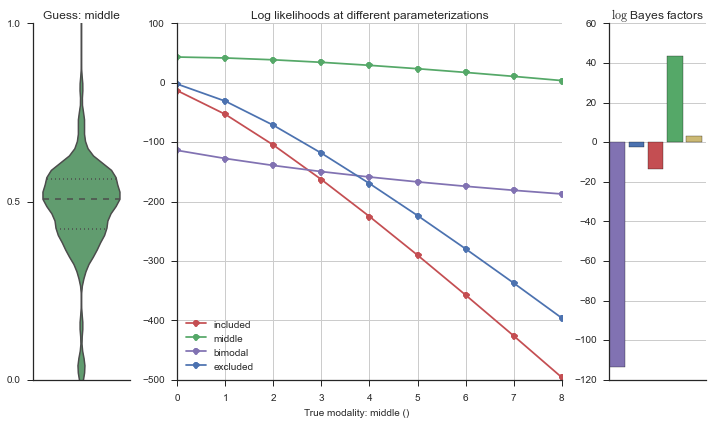 Guess: middle
1.0
0.5
0.0
Log likelihoods at different parameterizations
100
0
−100
−200
−300
−400
−500
included
middle
bimodal
excluded
0 1 2 3 4 5 6 7 8
True modality: middle ()
log Bayes factors
60
40
20
0
−20
−40
−60
−80
−100
−120